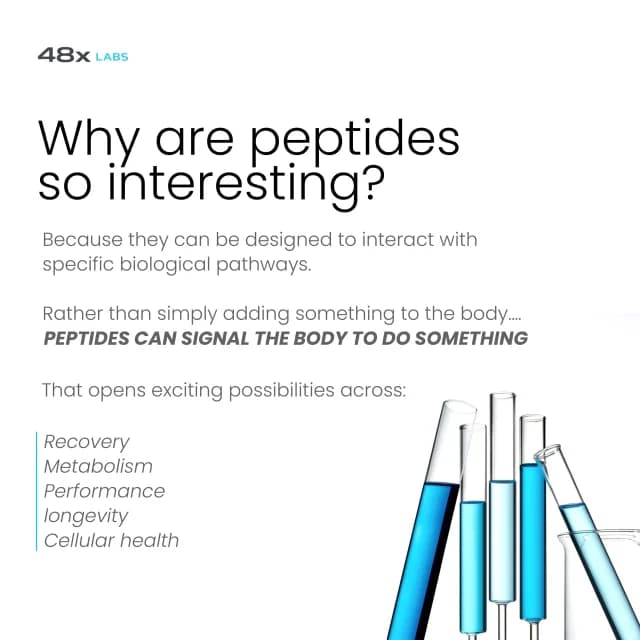 48x LABS
Why are peptides
so interesting?
Because they can be designed to interact with
specific biological pathways.
Rather than simply adding something to the body....
PEPTIDES CAN SIGNAL THE BODY TO DO SOMETHING
That opens exciting possibilities across:
Recovery
Metabolism
Performance
longevity
Cellular health